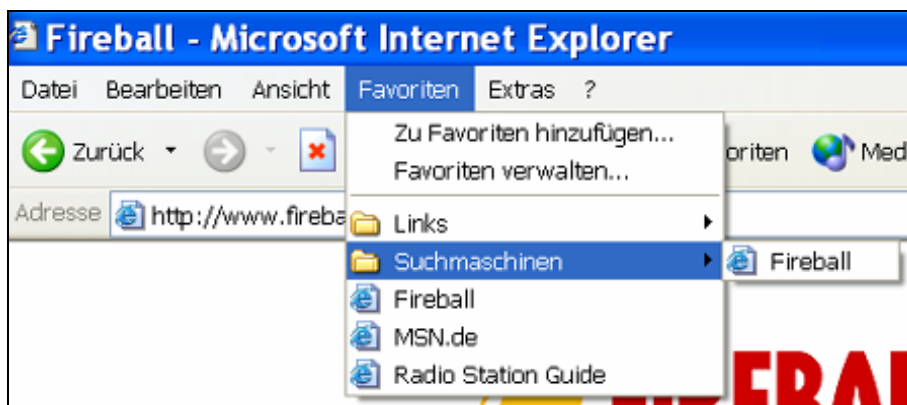 Fireball - Microsoft Internet Explorer
Datei Bearbeiten Ansicht Favoriten Extras ?
Zurück
Zu Favoriten hinzufügen...
Favoriten verwalten...
oriten Med
Adresse http://www.fireba
Links
Suchmaschinen
Fireball
Fireball
MSN.de
Radio Station Guide
FIREBAL